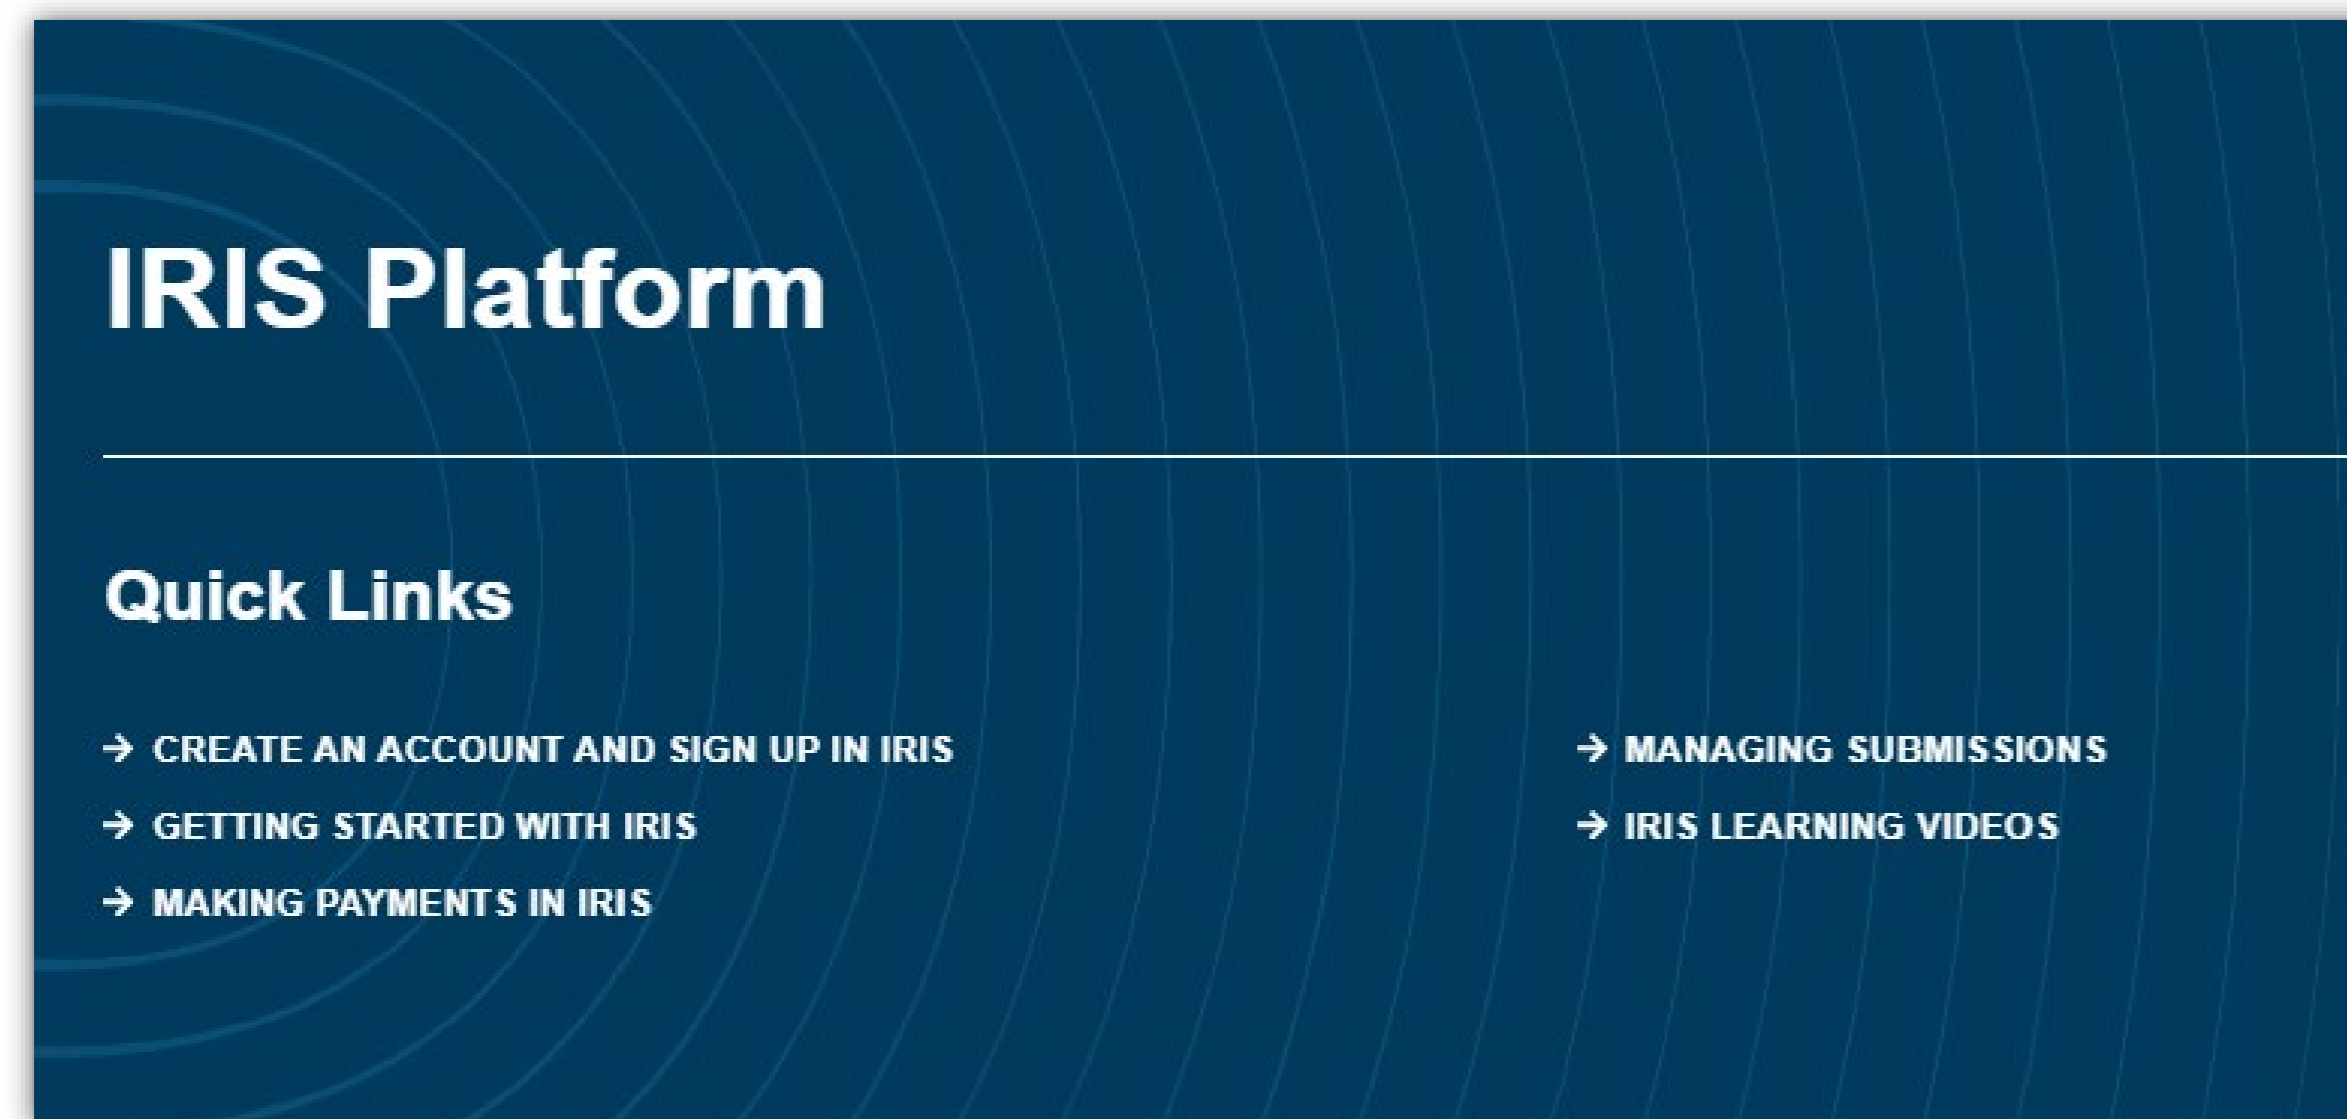 IRIS Platform
Quick Links
→ CREATE AN ACCOUNT AND SIGN UP IN IRIS
→ GETTING STARTED WITH IRIS
→ MAKING PAYMENTS IN IRIS
→ MANAGING SUBMISSIONS
→ IRIS LEARNING VIDEOS